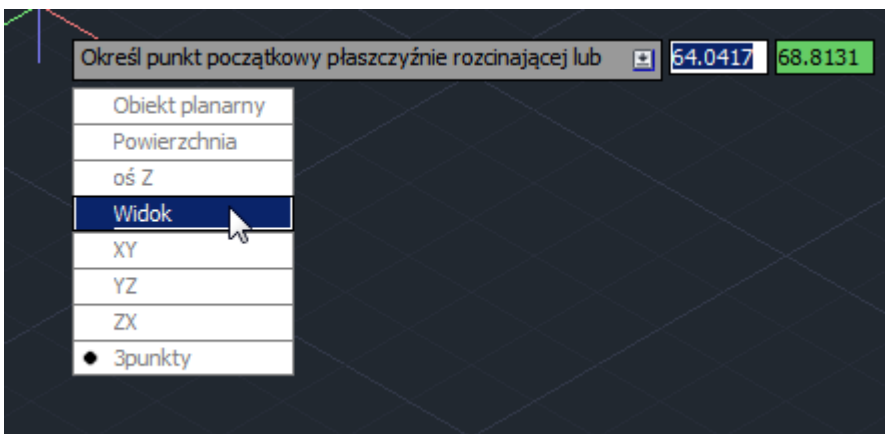 Określ punkt początkowy płaszczyźnie rozcinającej lub 64.0417 68.8131
Obiekt planarny
Powierzchnia
oś Z
Widok
XY
YZ
ZX
3punkty